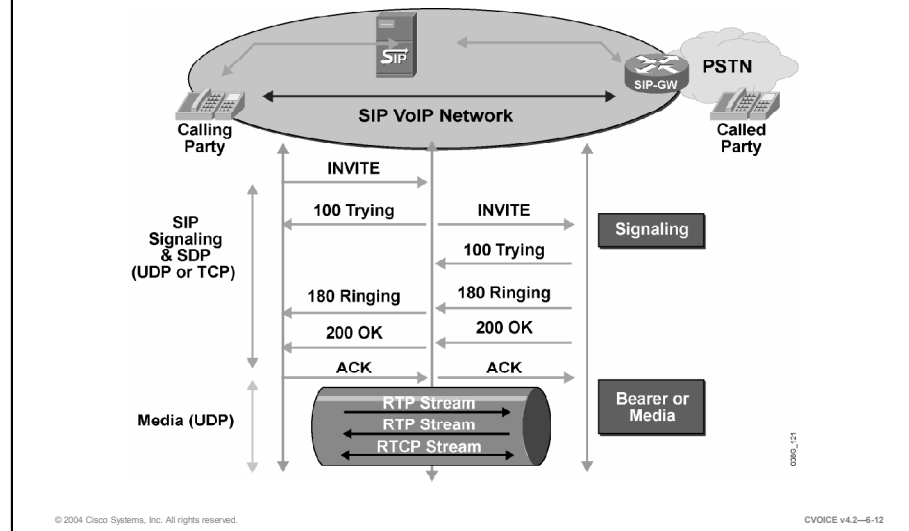 SIP
PSTN
SIP-GW
SIP VoIP Network
Calling
Party
Called
Party
INVITE
100 Trying
INVITE
SIP
Signaling
& SDP
(UDP or TCP)
Signaling
100 Trying
180 Ringing
180 Ringing
200 OK
200 OK
ACK
ACK
Media (UDP)
RTP Stream
RTP Stream
RTCP Stream
Bearer or
Media
008G_121
© 2004 Cisco Systems, Inc. All rights reserved.
CVOICE v4.2—6-12